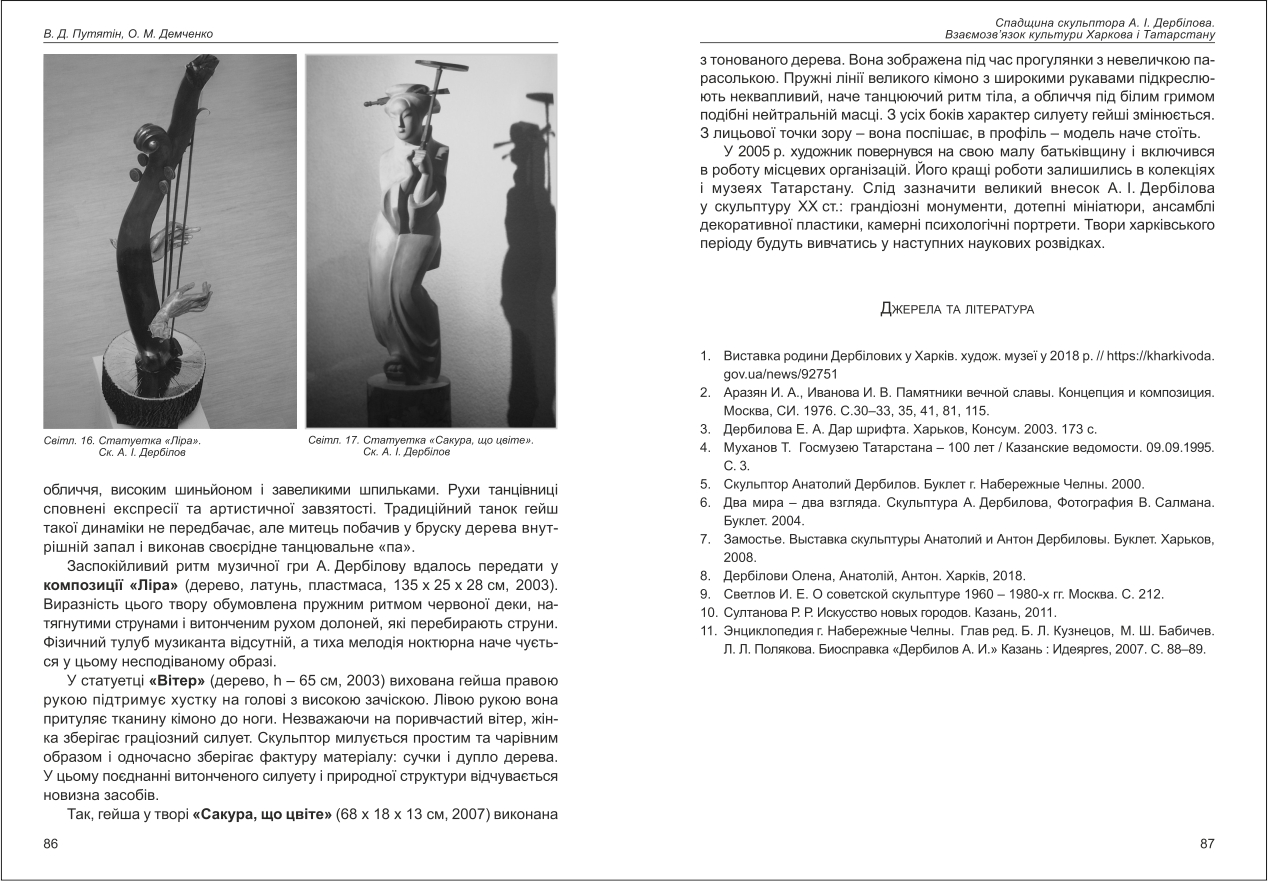 В. Д. Путятін, О. М. Демченко
Світл. 16. Статуетка «Ліра».
Ск. А. І. Дербілов
Світл. 17. Статуетка «Сакура, що цвіте».
Ск. А. І. Дербілов
обличчя, високим шиньйоном і завеликими шпильками. Рухи танцівниці
сповнені експресії та артистичної завзятості. Традиційний танок гейш
такої динаміки не передбачає, але митець побачив у бруску дерева внут-
рішній запал і виконав своєрідне танцювальне «па».
Заспокійливий ритм музичної гри А. Дербілову вдалось передати у
композиції «Ліра» (дерево, латунь, пластмаса, 135 х 25 х 28 см, 2003).
Виразність цього твору обумовлена пружним ритмом червоної деки, на-
тягнутими струнами і витонченим рухом долоней, які перебирають струни.
Фізичний тулуб музиканта відсутній, а тиха мелодія ноктюрна наче чуєть-
ся у цьому несподіваному образі.
У статуетці «Вітер» (дерево, h – 65 см, 2003) вихована гейша правою
рукою підтримує хустку на голові з високою зачіскою. Лівою рукою вона
притуляє тканину кімоно до ноги. Незважаючи на поривчастий вітер, жін-
ка зберігає граціозний силует. Скульптор милується простим та чарівним
образом і одночасно зберігає фактуру матеріалу: сучки і дупло дерева.
У цьому поєднанні витонченого силуету і природної структури відчувається
новизна засобів.
Так, гейша у творі «Сакура, що цвіте» (68 х 18 х 13 см, 2007) виконана
86
Спадщина скульптора А. І. Дербілова.
Взаємозв’язок культури Харкова і Татарстану
з тонованого дерева. Вона зображена під час прогулянки з невеличкою па-
расолькою. Пружні лінії великого кімоно з широкими рукавами підкреслю-
ють неквапливий, наче танцюючий ритм тіла, а обличчя під білим гримом
подібні нейтральній масці. З усіх боків характер силуету гейші змінюється.
З лицьової точки зору – вона поспішає, в профіль – модель наче стоїть.
У 2005 р. художник повернувся на свою малу батьківщину і включився
в роботу місцевих організацій. Його кращі роботи залишились в колекціях
і музеях Татарстану. Слід зазначити великий внесок А. І. Дербілова
у скульптуру ХХ ст.: грандіозні монументи, дотепні мініатюри, ансамблі
декоративної пластики, камерні психологічні портрети. Твори харківського
періоду будуть вивчатись у наступних наукових розвідках.
Джерела та література
1. Виставка родини Дербілових у Харків. худож. музеї у 2018 р. // https://kharkivoda.
gov.ua/news/92751
2. Аразян И. А., Иванова И. В. Памятники вечной славы. Концепция и композиция.
Москва, СИ. 1976. С.30–33, 35, 41, 81, 115.
3. Дербилова Е. А. Дар шрифта. Харьков, Консум. 2003. 173 с.
4. Муханов Т. Госмузею Татарстана – 100 лет / Казанские ведомости. 09.09.1995.
С. 3.
5. Скульптор Анатолий Дербилов. Буклет г. Набережные Челны. 2000.
6. Два мира – два взгляда. Скульптура А. Дербилова, Фотография В. Салмана.
Буклет. 2004.
7. Замостье. Выставка скульптуры Анатолий и Антон Дербиловы. Буклет. Харьков,
2008.
8. Дербілови Олена, Анатолій, Антон. Харків, 2018.
9. Светлов И. Е. О советской скульптуре 1960 – 1980-х гг. Москва. С. 212.
10. Султанова Р. Р. Искусство новых городов. Казань, 2011.
11. Энциклопедия г. Набережные Челны. Глав ред. Б. Л. Кузнецов, М. Ш. Бабичев.
Л. Л. Полякова. Биосправка «Дербилов А. И.» Казань : Идеяpres, 2007. С. 88–89.
87